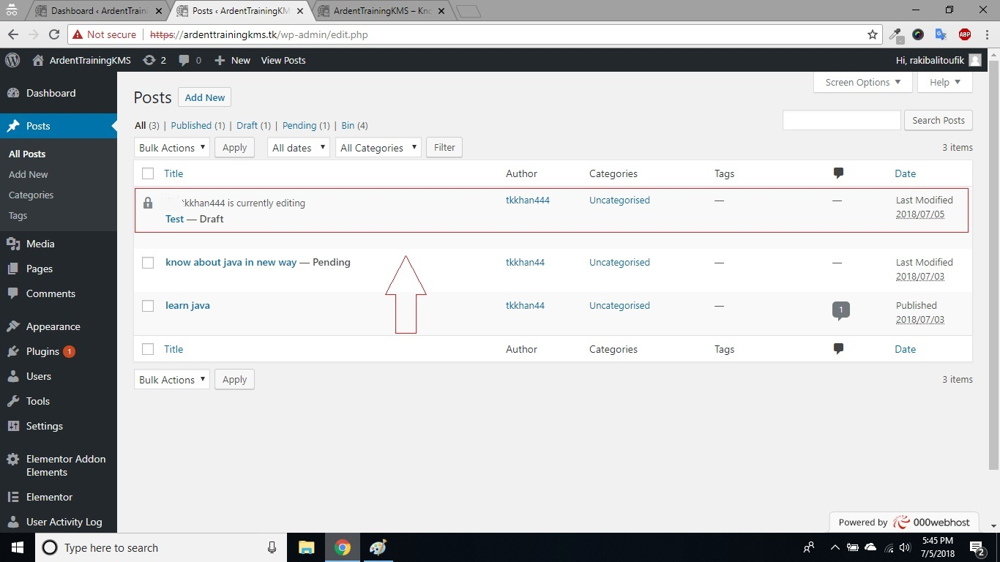 Dashboard ‹ ArdentTrainin
Posts ‹ ArdentTrainingKM
ArdentTrainingKMS – Kno
Not secure https://ardenttrainingkms.tk/wp-admin/edit.php
ABP
ArdentTrainingKMS 2 0 New View Posts Hi, rakibalitoufik
Dashboard
Posts
All Posts
Add New
Categories
Tags
Media
Pages
Comments
Appearance
Plugins 1
Users
Tools
Settings
Elementor Addon
Elements
Elementor
User Activity Log
Screen Options Help
Posts Add New
All (3) | Published (1) | Draft (1) | Pending (1) | Bin (4)
Search Posts
Bulk Actions Apply All dates All Categories Filter 3 items
Title Author Categories Tags Date
tkkhan444 is currently editing
Test — Draft
tkkhan444 Uncategorised — — Last Modified
2018/07/05
know about java in new way — Pending tkkhan44 Uncategorised — — Last Modified
2018/07/03
learn java tkkhan44 Uncategorised — 1 Published
2018/07/03
Title Author Categories Tags Date
Bulk Actions Apply 3 items
Powered by 000webhost
Type here to search
5:45 PM
7/5/2018
2